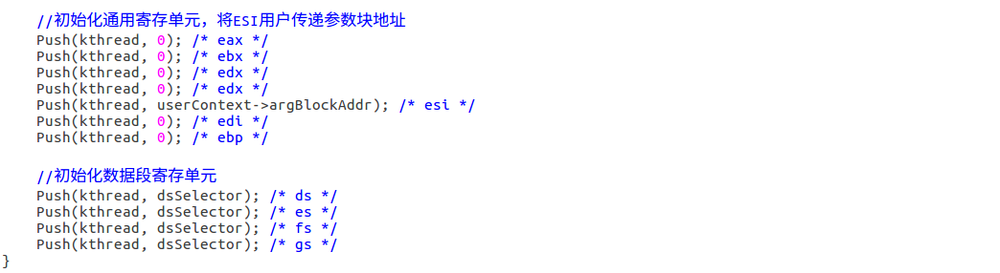 //初始化通用寄存单元，将ESI用户传递参数块地址
Push(kthread, 0); /* eax */
Push(kthread, 0); /* ebx */
Push(kthread, 0); /* edx */
Push(kthread, 0); /* edx */
Push(kthread, userContext->argBlockAddr); /* esi */
Push(kthread, 0); /* edi */
Push(kthread, 0); /* ebp */
//初始化数据段寄存单元
Push(kthread, dsSelector); /* ds */
Push(kthread, dsSelector); /* es */
Push(kthread, dsSelector); /* fs */
Push(kthread, dsSelector); /* gs */
}